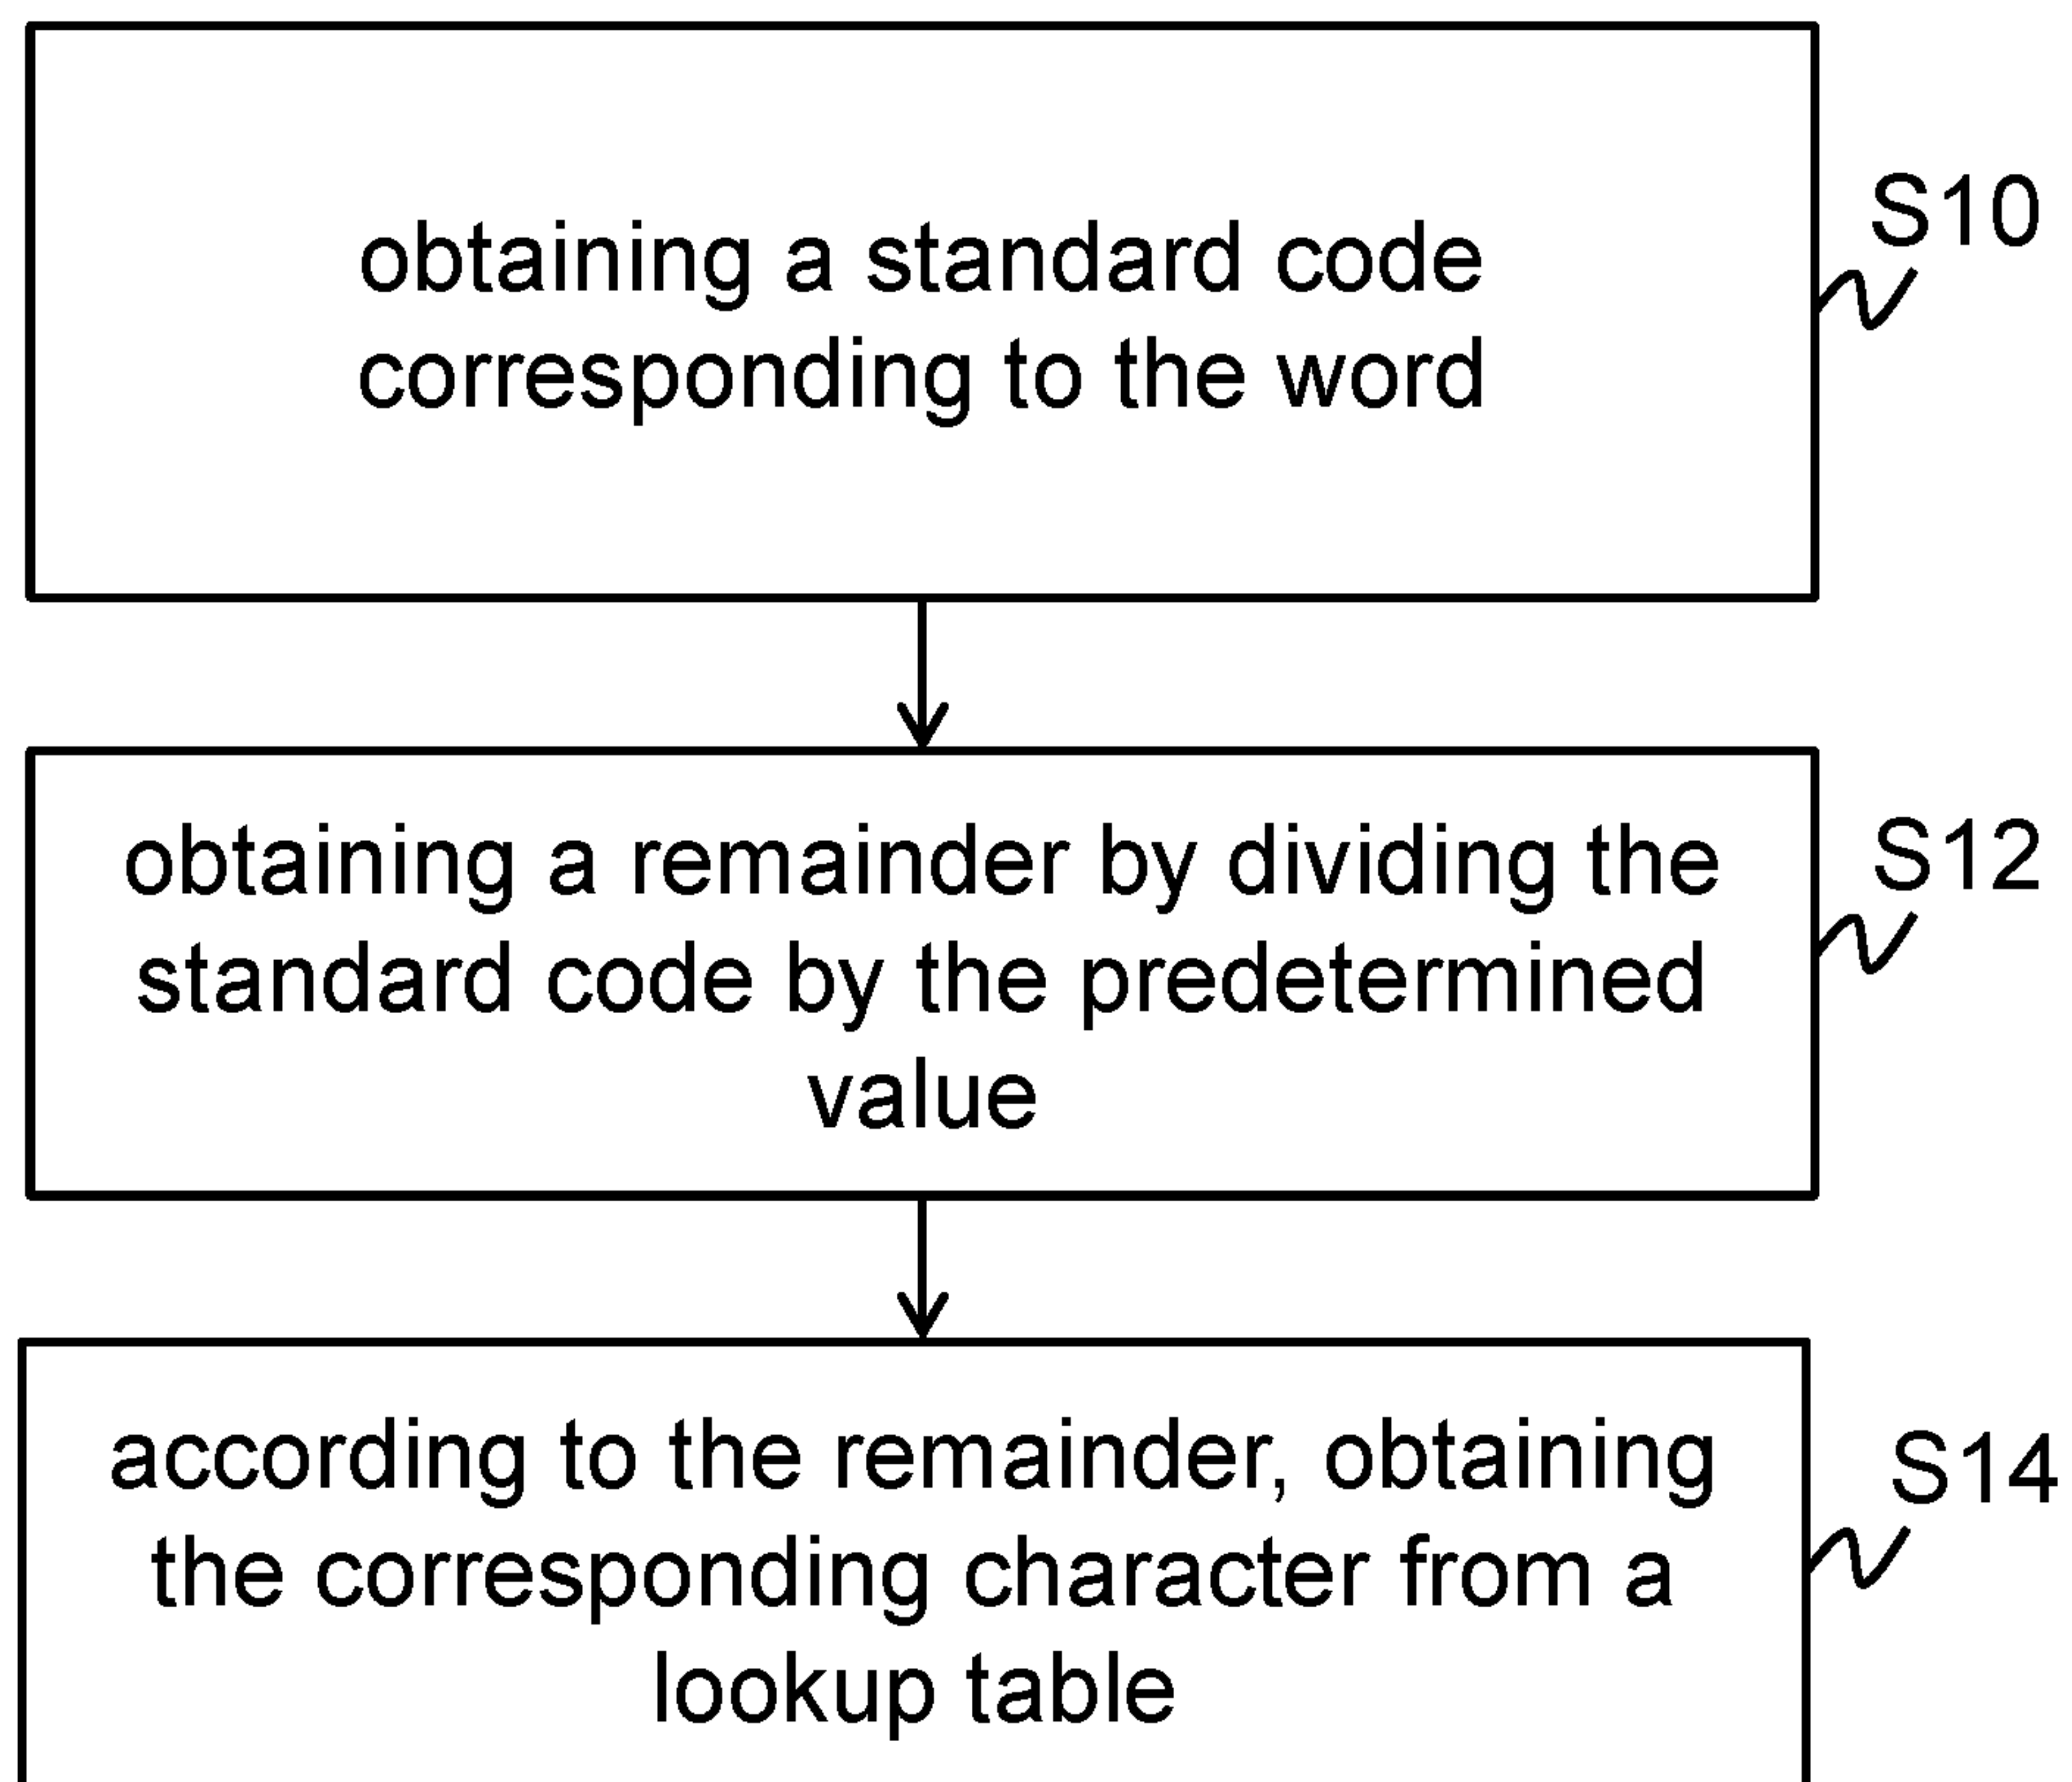 obtaining a standard code
corresponding to the word
S10
obtaining a remainder by dividing the
standard code by the predetermined
value
S12
according to the remainder, obtaining
the corresponding character from a
lookup table
S14